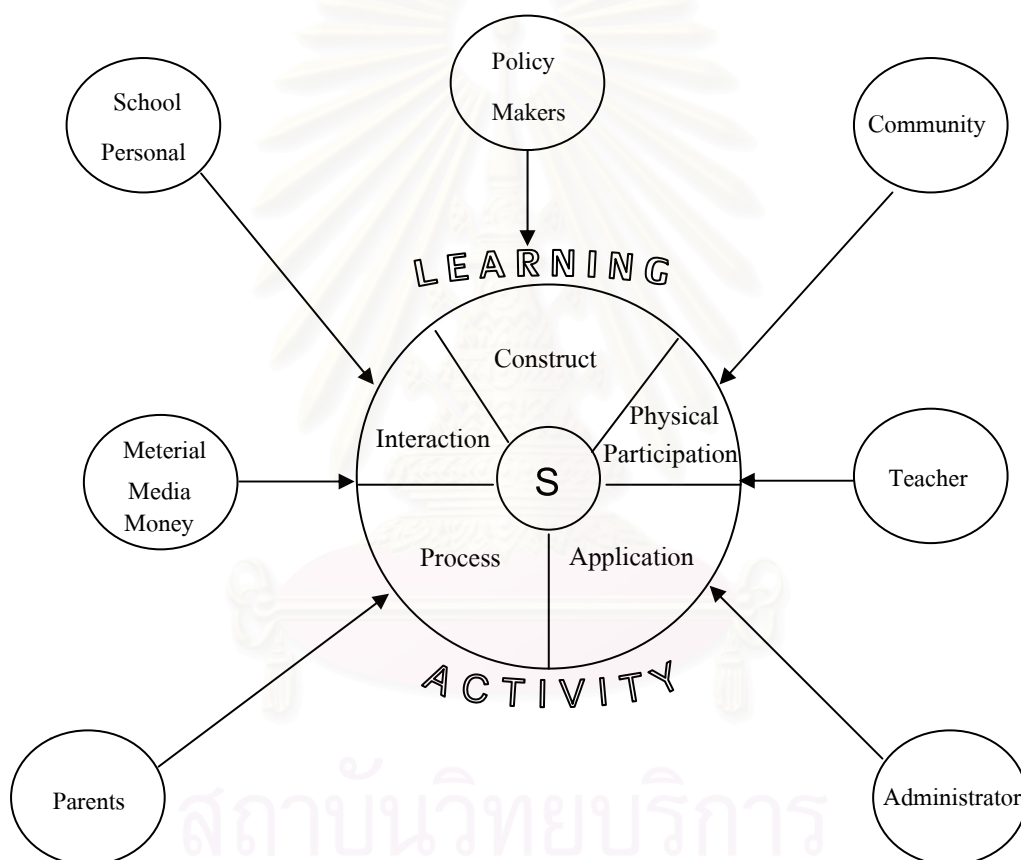 Policy
Makers
School
Personal
Community
LEARNING
Construct
Physical
Participation
Interaction
S
Meterial
Media
Money
Teacher
Process
Application
ACTIVITY
Parents
Administrator
สถาบันวิทยบริการ